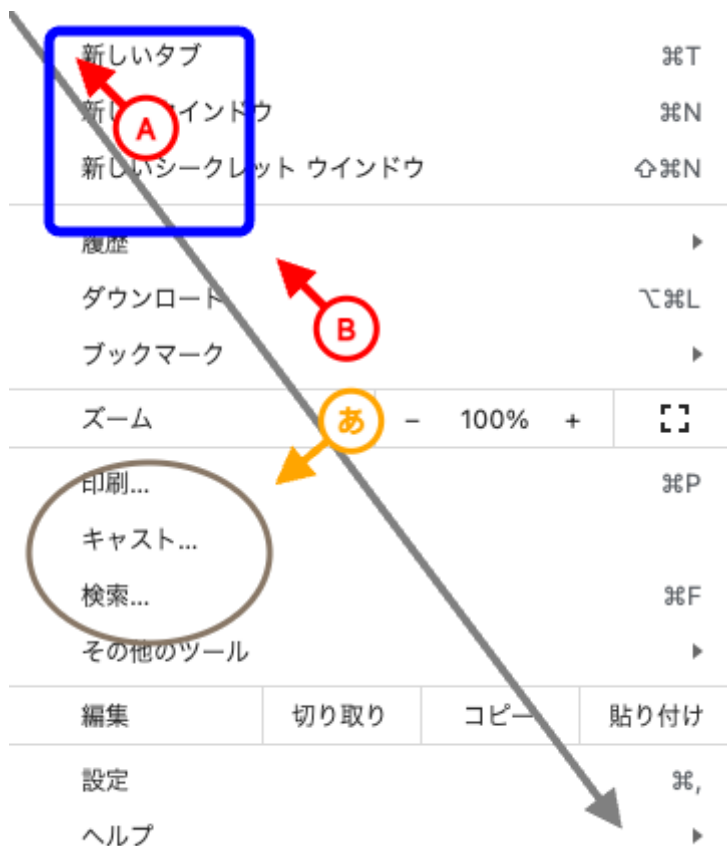 新しいタブ ⌘T
A
新し インドウ ⌘N
新しいシークレット ウインドウ ⇧⌘N
履歴
ダウンロード ⌥⌘L
B
ブックマーク
ズーム あ − 100% +
印刷... ⌘P
キャスト...
検索... ⌘F
その他のツール
編集 切り取り コピー 貼り付け
設定 ⌘,
ヘルプ